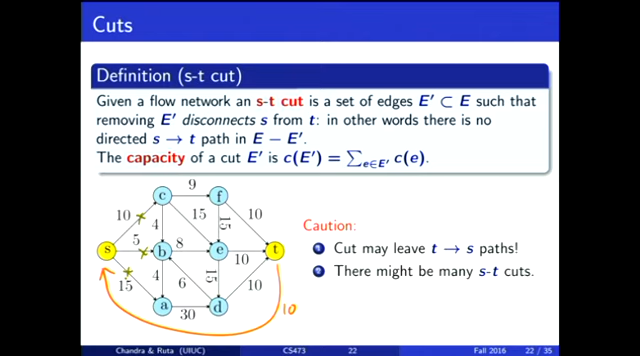 Cuts
Definition (s-t cut)
Given a flow network an s-t cut is a set of edges E′ ⊂ E such that
removing E′ disconnects s from t: in other words there is no
directed s → t path in E − E′.
The capacity of a cut E′ is c(E′) = ∑e∈E′ c(e).
9
c f
10 4 15 15 10
5 8
s b e t
10
15 4 6 15 10
a d
30
10
Caution:
1 Cut may leave t → s paths!
2 There might be many s-t cuts.
Chandra & Ruta (UIUC) CS473 22 Fall 2016 22 / 35